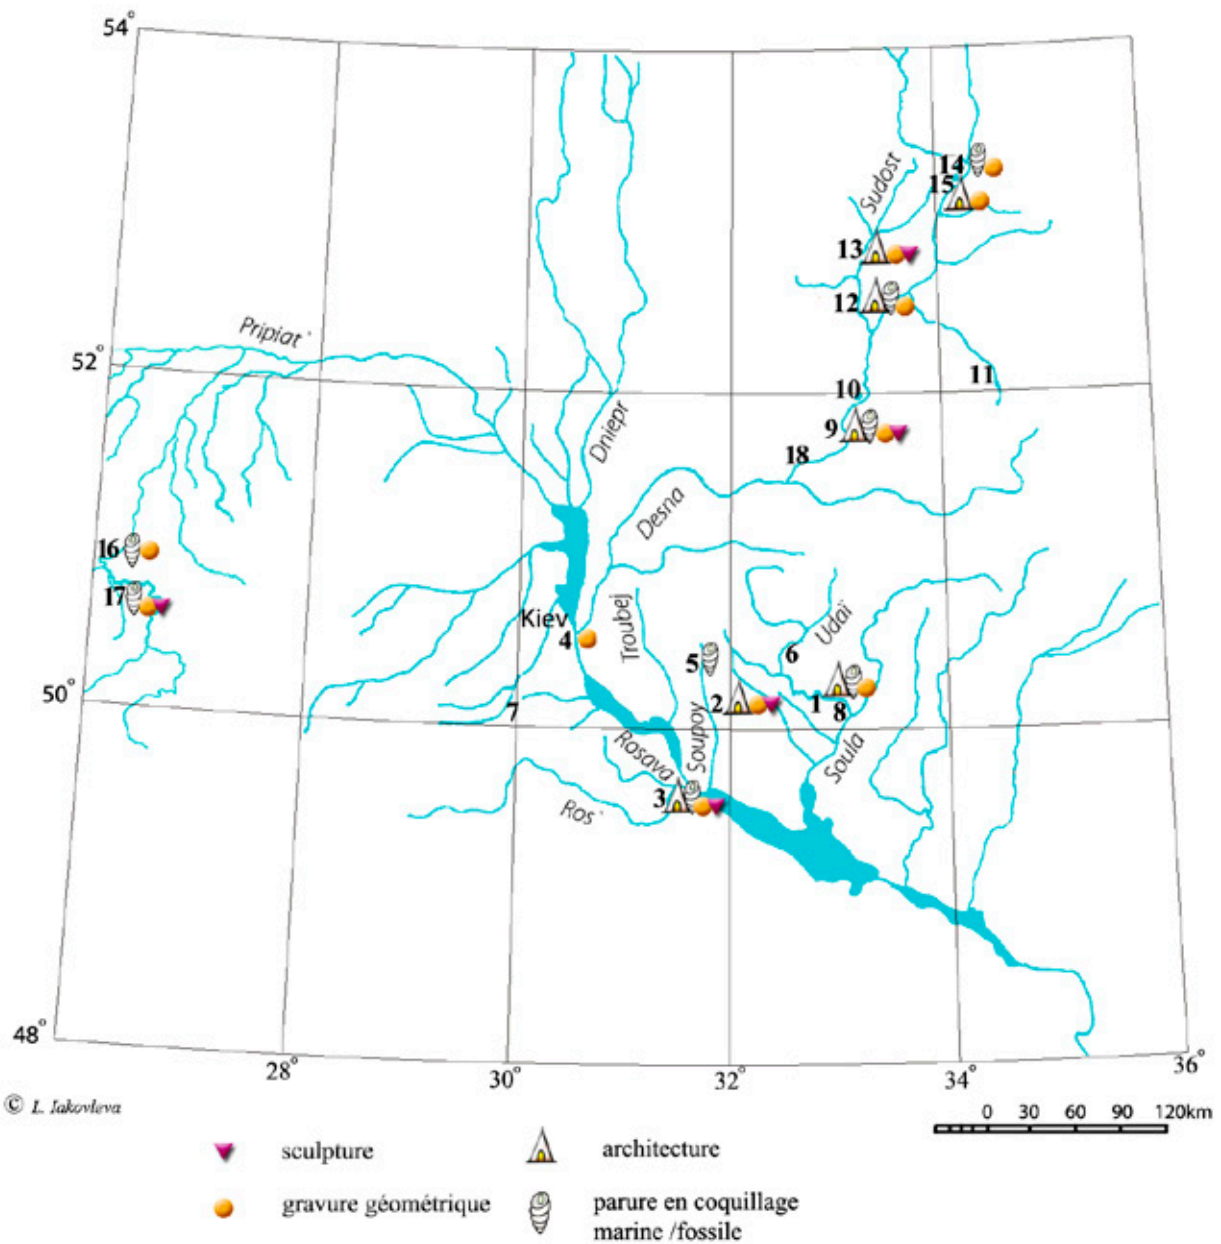 54°
14
15
Sudost
13
12
Pripiat'
52°
11
10
9
18
Dniepr
Desna
16
17
Kiev
4
Troubej
5
6
Udaï
50°
7
2
1
8
Soupoy
Rosava
Soula
3
Ros'
48°
28°
30°
32°
34°
36°
© L. Iakovleva
0 30 60 90 120km
sculpture
architecture
gravure géométrique
parure en coquillage
marine /fossile